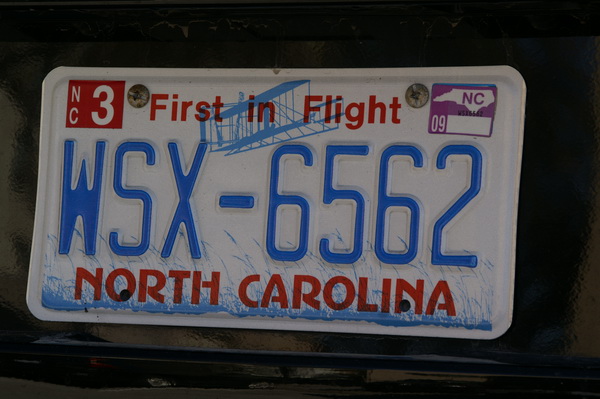 NC 3 First in Flight NC
09
WSX-6562
NORTH CAROLINA